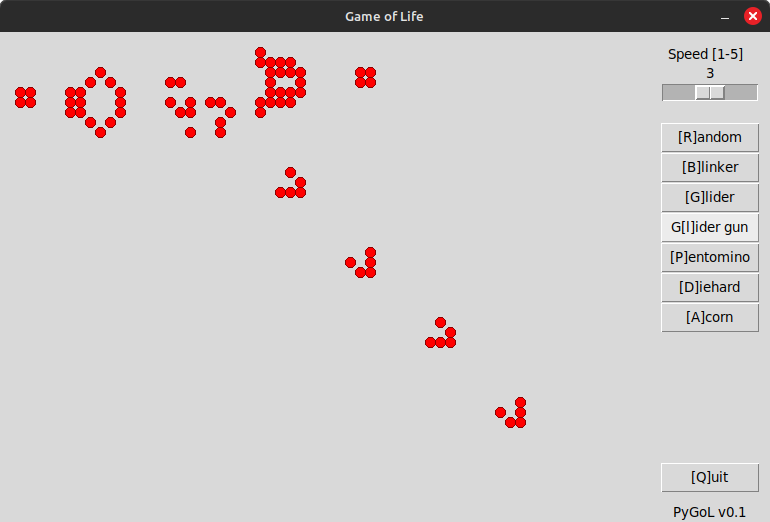 Game of Life
Speed [1-5]
3
[R]andom
[B]linker
[G]lider
G[l]ider gun
[P]entomino
[D]iehard
[A]corn
[Q]uit
PyGoL v0.1